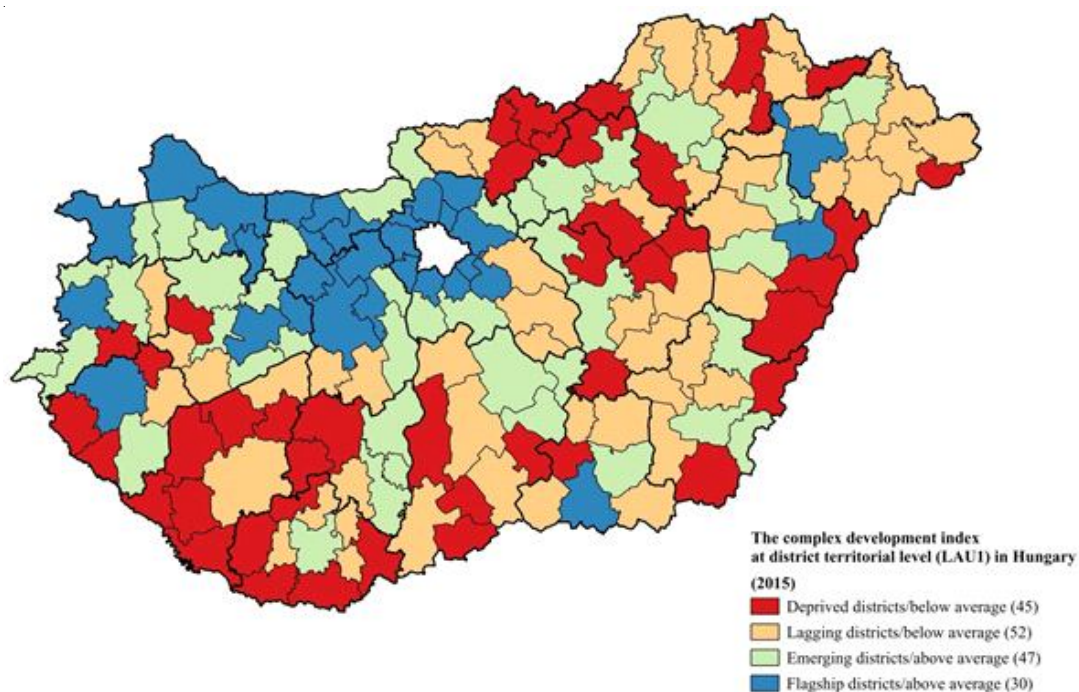 The complex development index
at district territorial level (LAU1) in Hungary
(2015)
Deprived districts/below average (45)
Lagging districts/below average (52)
Emerging districts/above average (47)
Flagship districts/above average (30)